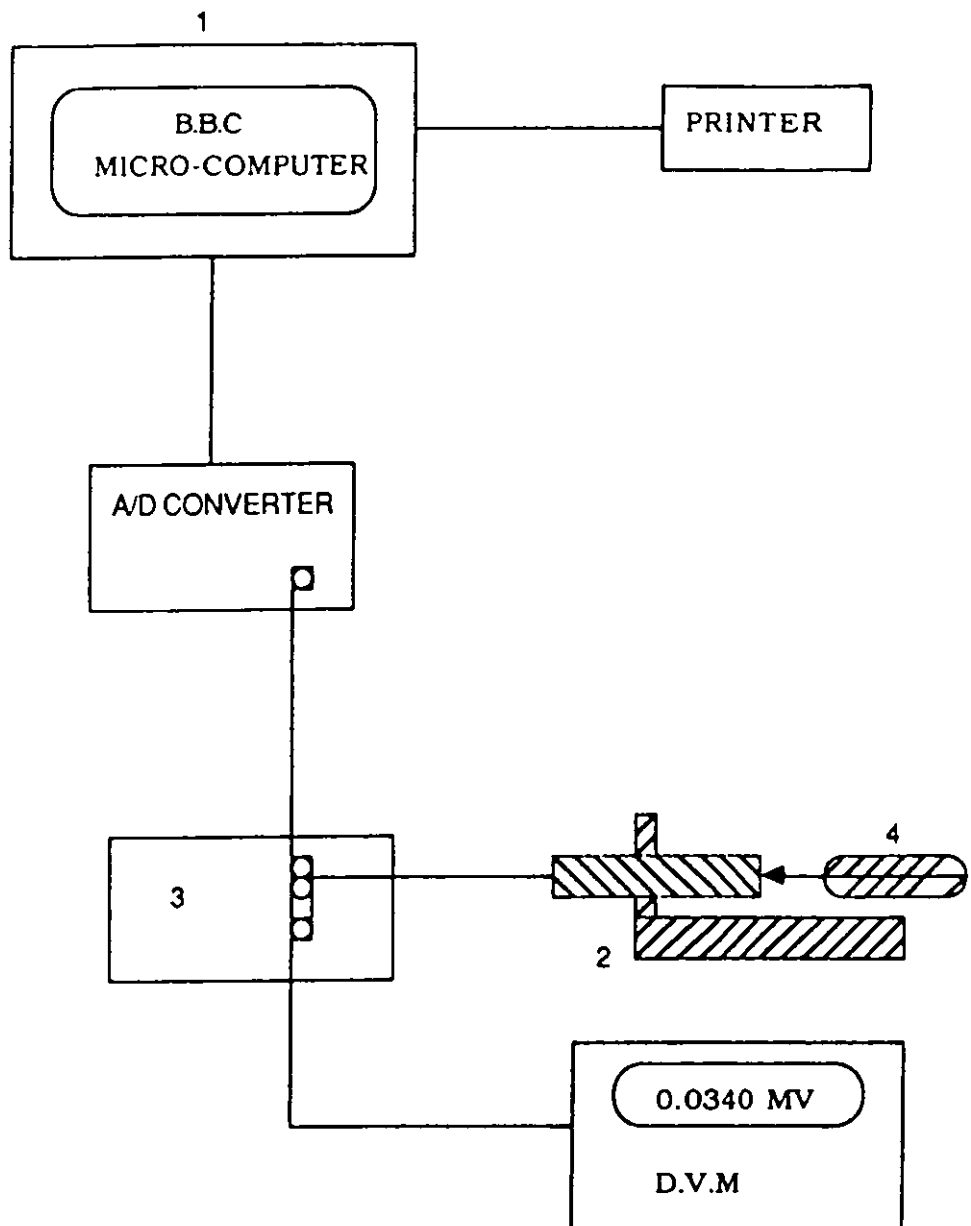 1
B.B.C
MICRO-COMPUTER
PRINTER
A/D CONVERTER
3
4
2
0.0340 MV
D.V.M